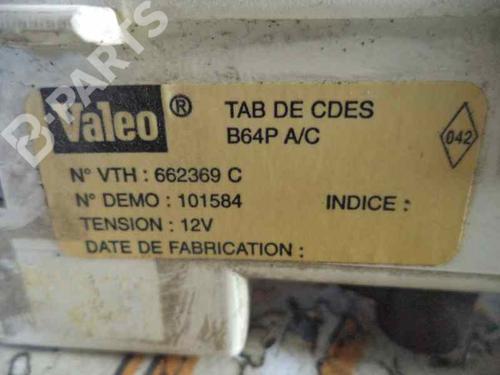 B-PARTS
Valeo ®
TAB DE CDES
B64P A/C
042
N° VTH : 662369 C
N° DEMO : 101584
INDICE :
TENSION : 12V
DATE DE FABRICATION :